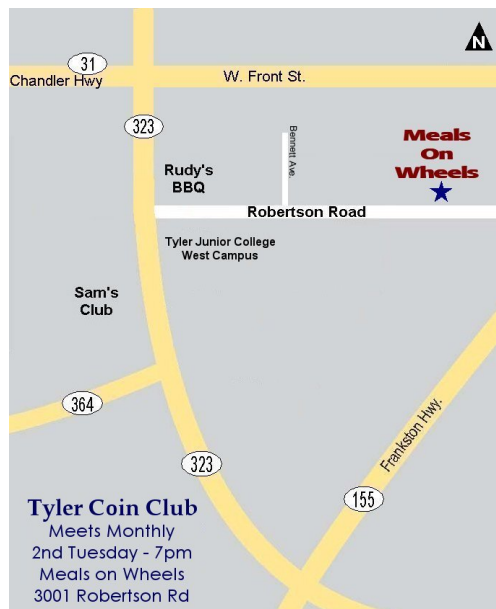 N
31
Chandler Hwy
W. Front St.
323
Bennett Ave.
Meals
On
Wheels
Rudy's
BBQ
Robertson Road
Tyler Junior College
West Campus
Sam's
Club
364
Frankston Hwy.
323
155
Tyler Coin Club
Meets Monthly
2nd Tuesday - 7pm
Meals on Wheels
3001 Robertson Rd